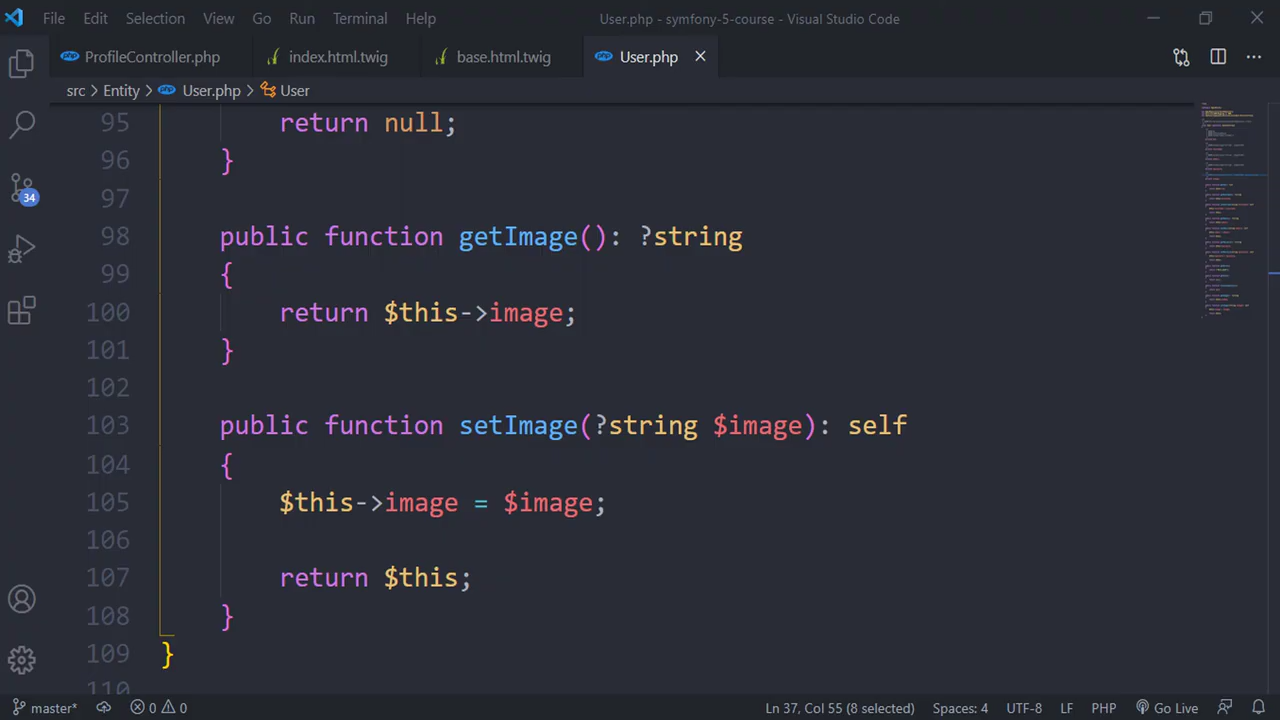 File Edit Selection View Go Run Terminal Help User.php - symfony-5-course - Visual Studio Code
php ProfileController.php index.html.twig base.html.twig php User.php
src > Entity > php User.php > User
95 return null;
96 }
97
98 public function getImage(): ?string
99 {
100 return $this->image;
101 }
102
103 public function setImage(?string $image): self
104 {
105 $this->image = $image;
106
107 return $this;
108 }
109 }
110
34
master* 0 0 Ln 37, Col 55 (8 selected) Spaces: 4 UTF-8 LF PHP Go Live